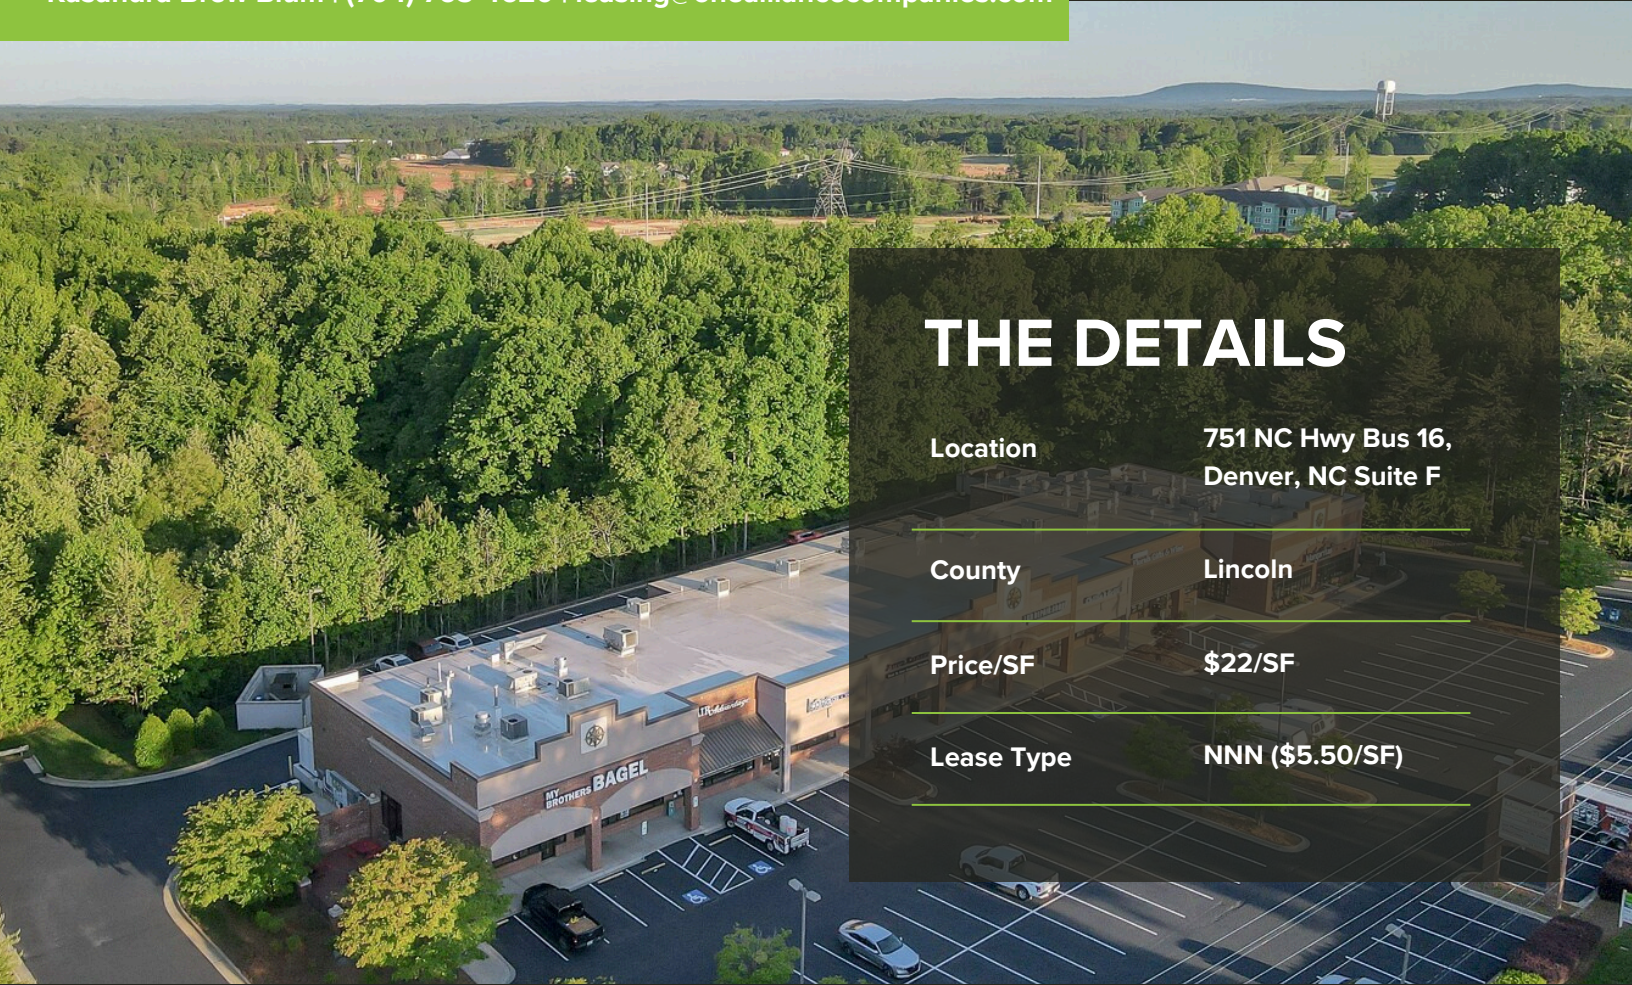 THE DETAILS
Location
751 NC Hwy Bus 16,
Denver, NC Suite F
County
Lincoln
Price/SF
$22/SF
Lease Type
NNN ($5.50/SF)
MY
BROTHERS BAGEL